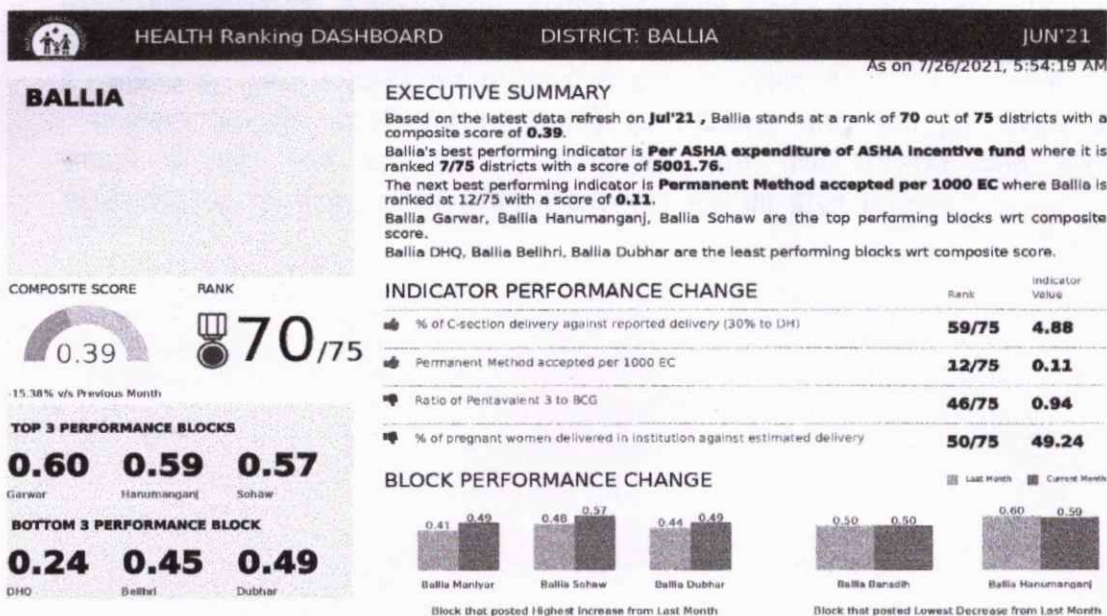 HEALTH Ranking DASHBOARD DISTRICT: BALLIA JUN'21
As on 7/26/2021, 5:54:19 AM
BALLIA
EXECUTIVE SUMMARY
Based on the latest data refresh on Jul'21 , Ballia stands at a rank of 70 out of 75 districts with a
composite score of 0.39.
Ballia's best performing indicator is Per ASHA expenditure of ASHA Incentive fund where it is
ranked 7/75 districts with a score of 5001.76.
The next best performing indicator is Permanent Method accepted per 1000 EC where Ballia is
ranked at 12/75 with a score of 0.11.
Ballia Garwar, Ballia Hanumanganj, Ballia Sohaw are the top performing blocks wrt composite
score.
Ballia DHQ, Ballia Belihri, Ballia Dubhar are the least performing blocks wrt composite score.
COMPOSITE SCORE RANK
0.39 70/75
-15.38% v/s Previous Month
TOP 3 PERFORMANCE BLOCKS
0.60 0.59 0.57
Garwar Hanumanganj Sohaw
BOTTOM 3 PERFORMANCE BLOCK
0.24 0.45 0.49
DHQ Belihri Dubhar
INDICATOR PERFORMANCE CHANGE Rank Indicator Value
% of C-section delivery against reported delivery (30% to DH) 59/75 4.88
Permanent Method accepted per 1000 EC 12/75 0.11
Ratio of Pentavalent 3 to BCG 46/75 0.94
% of pregnant women delivered in institution against estimated delivery 50/75 49.24
BLOCK PERFORMANCE CHANGE Last Month Current Month
0.41 0.49 0.48 0.57 0.44 0.49 0.50 0.50 0.60 0.59
Ballia Maniyar Ballia Sohaw Ballia Dubhar Ballia Bansdih Ballia Hanumanganj
Block that posted Highest Increase from Last Month Block that posted Lowest Decrease from Last Month